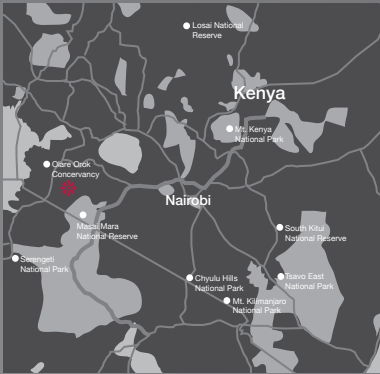 Losai National
Reserve
Kenya
Mt. Kenya
National Park
Olare Orok
Concervancy
Nairobi
Masai Mara
National Reserve
South Kitui
National Reserve
Serengeti
National Park
Chyulu Hills
National Park
Tsavo East
National Park
Mt. Kilimanjaro
National Park